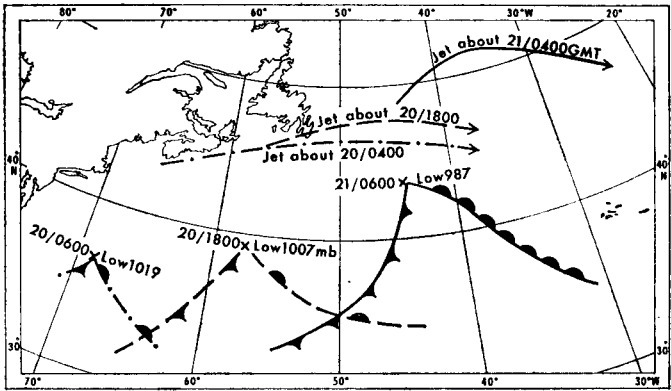 80° 70° 60° 50° 40° 30°W 20°
Jet about 21/0400GMT
Jet about 20/1800
Jet about 20/0400
40 N
40 N
21/0600 Low987
20/0600 Low1019
20/1800 Low1007mb
30°
30°
70° 60° 50° 40° 30°W